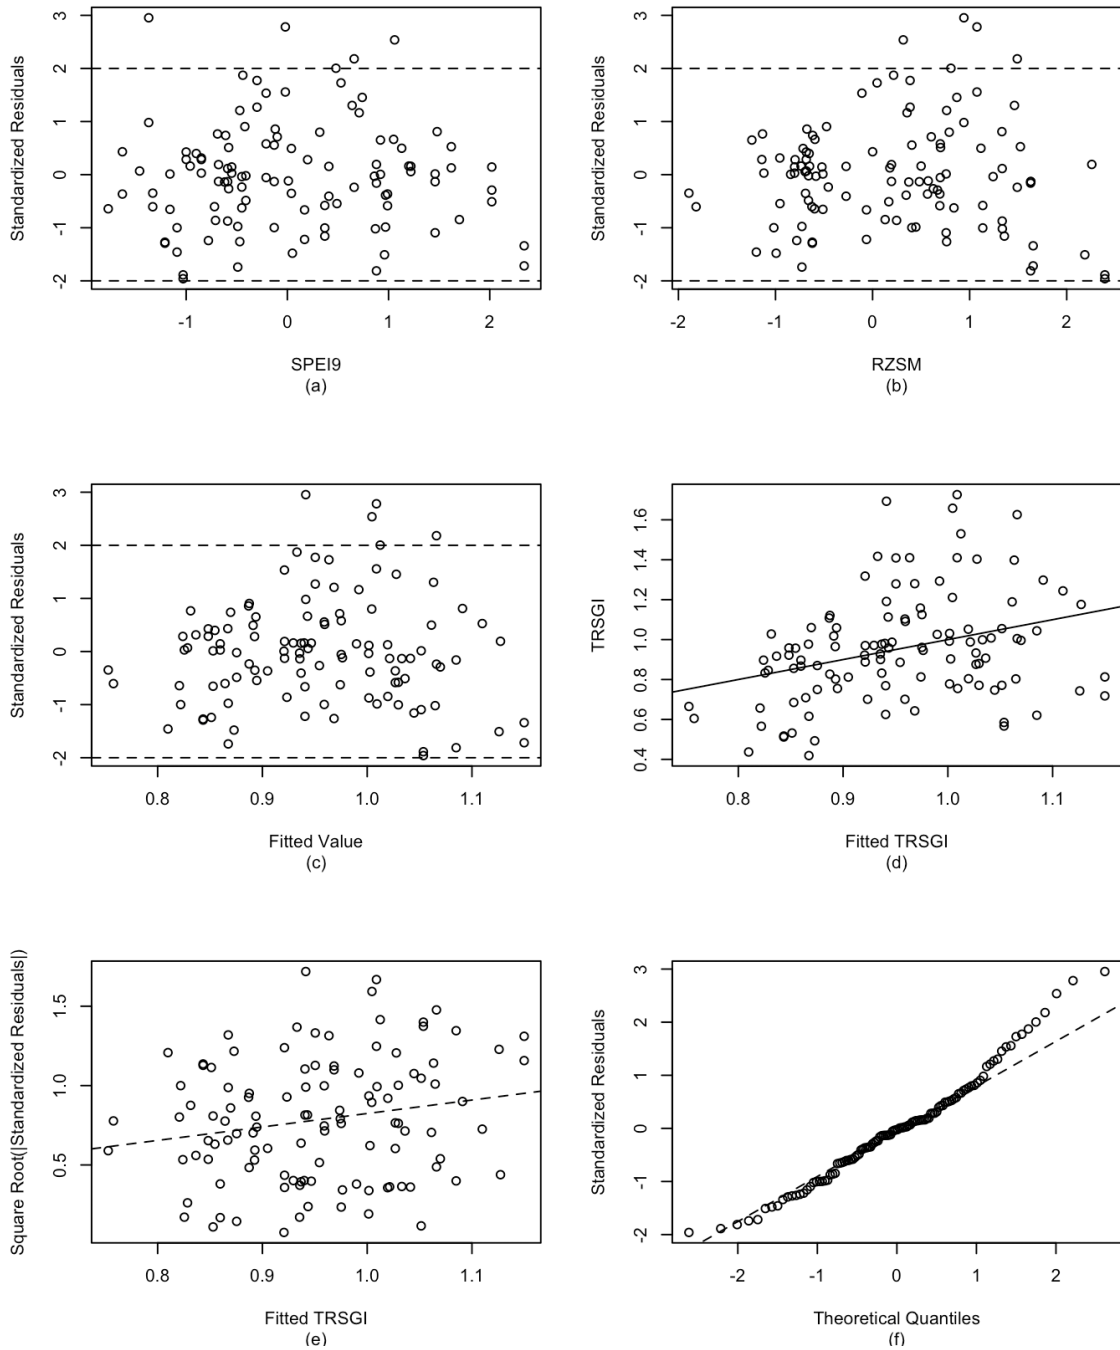 Standardized Residuals
3
2
1
0
-1
-2
-1 0 1 2
SPEI9
(a)
Standardized Residuals
3
2
1
0
-1
-2
-2 -1 0 1 2
RZSM
(b)
Standardized Residuals
3
2
1
0
-1
-2
0.8 0.9 1.0 1.1
Fitted Value
(c)
TRSGI
1.6
1.4
1.2
1.0
0.8
0.6
0.4
0.8 0.9 1.0 1.1
Fitted TRSGI
(d)
Square Root(|Standardized Residuals|)
1.5
1.0
0.5
0.8 0.9 1.0 1.1
Fitted TRSGI
(e)
Standardized Residuals
3
2
1
0
-1
-2
-2 -1 0 1 2
Theoretical Quantiles
(f)